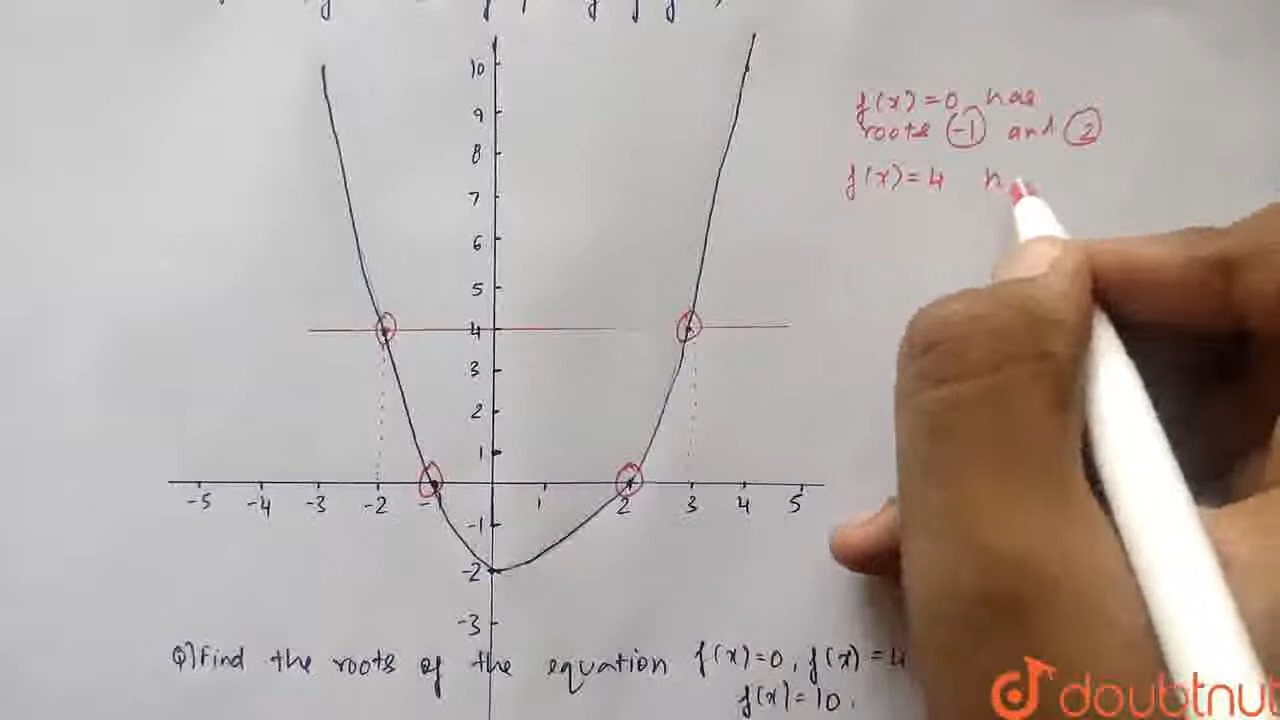 10
9
8
7
6
5
4
3
2
1
-5 -4 -3 -2 - 1 2 3 4 5
-1
-2
-3
f(x)=0 has
roots -1 and 2
f(x)=4 h
Q) Find the roots of the equation f(x)=0, f(x)=4
f(x)=10.
doubtnut